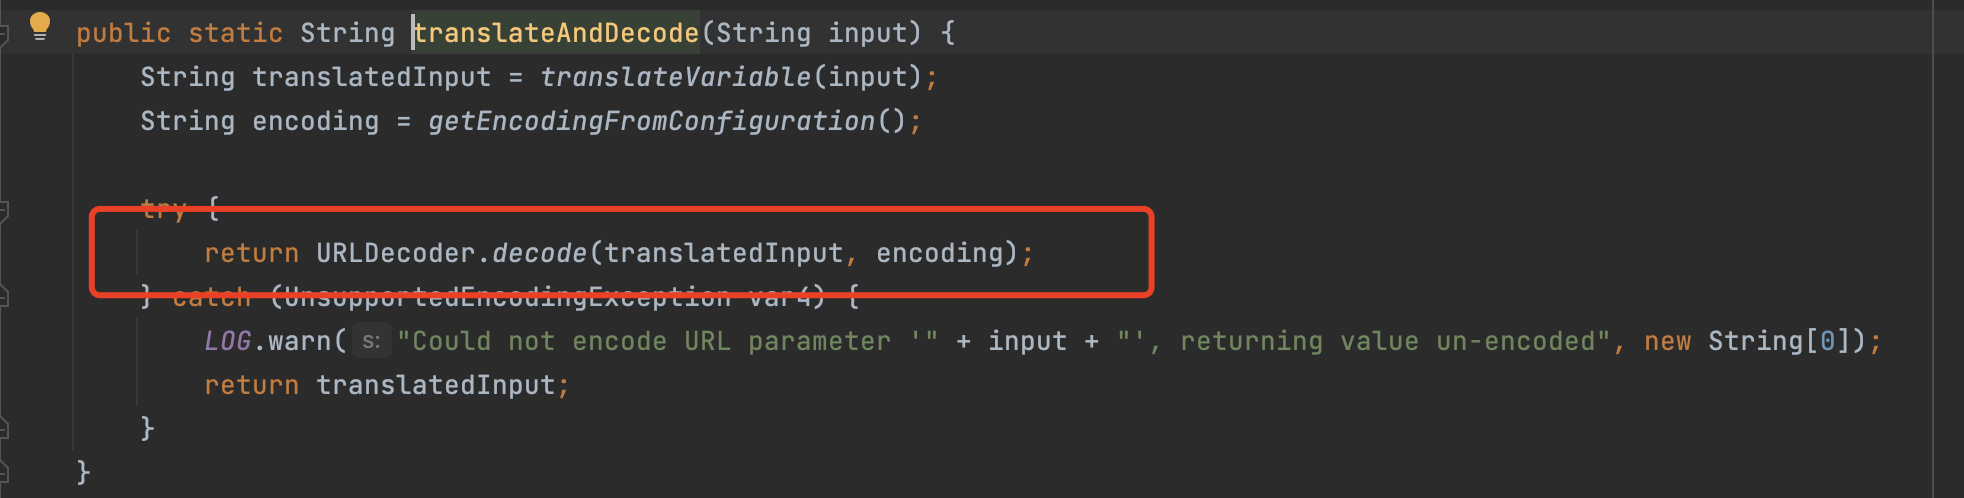 public static String translateAndDecode(String input) {
String translatedInput = translateVariable(input);
String encoding = getEncodingFromConfiguration();
try {
return URLDecoder.decode(translatedInput, encoding);
} catch (UnsupportedEncodingException var4) {
LOG.warn( s: "Could not encode URL parameter '" + input + "', returning value un-encoded", new String[0]);
return translatedInput;
}
}